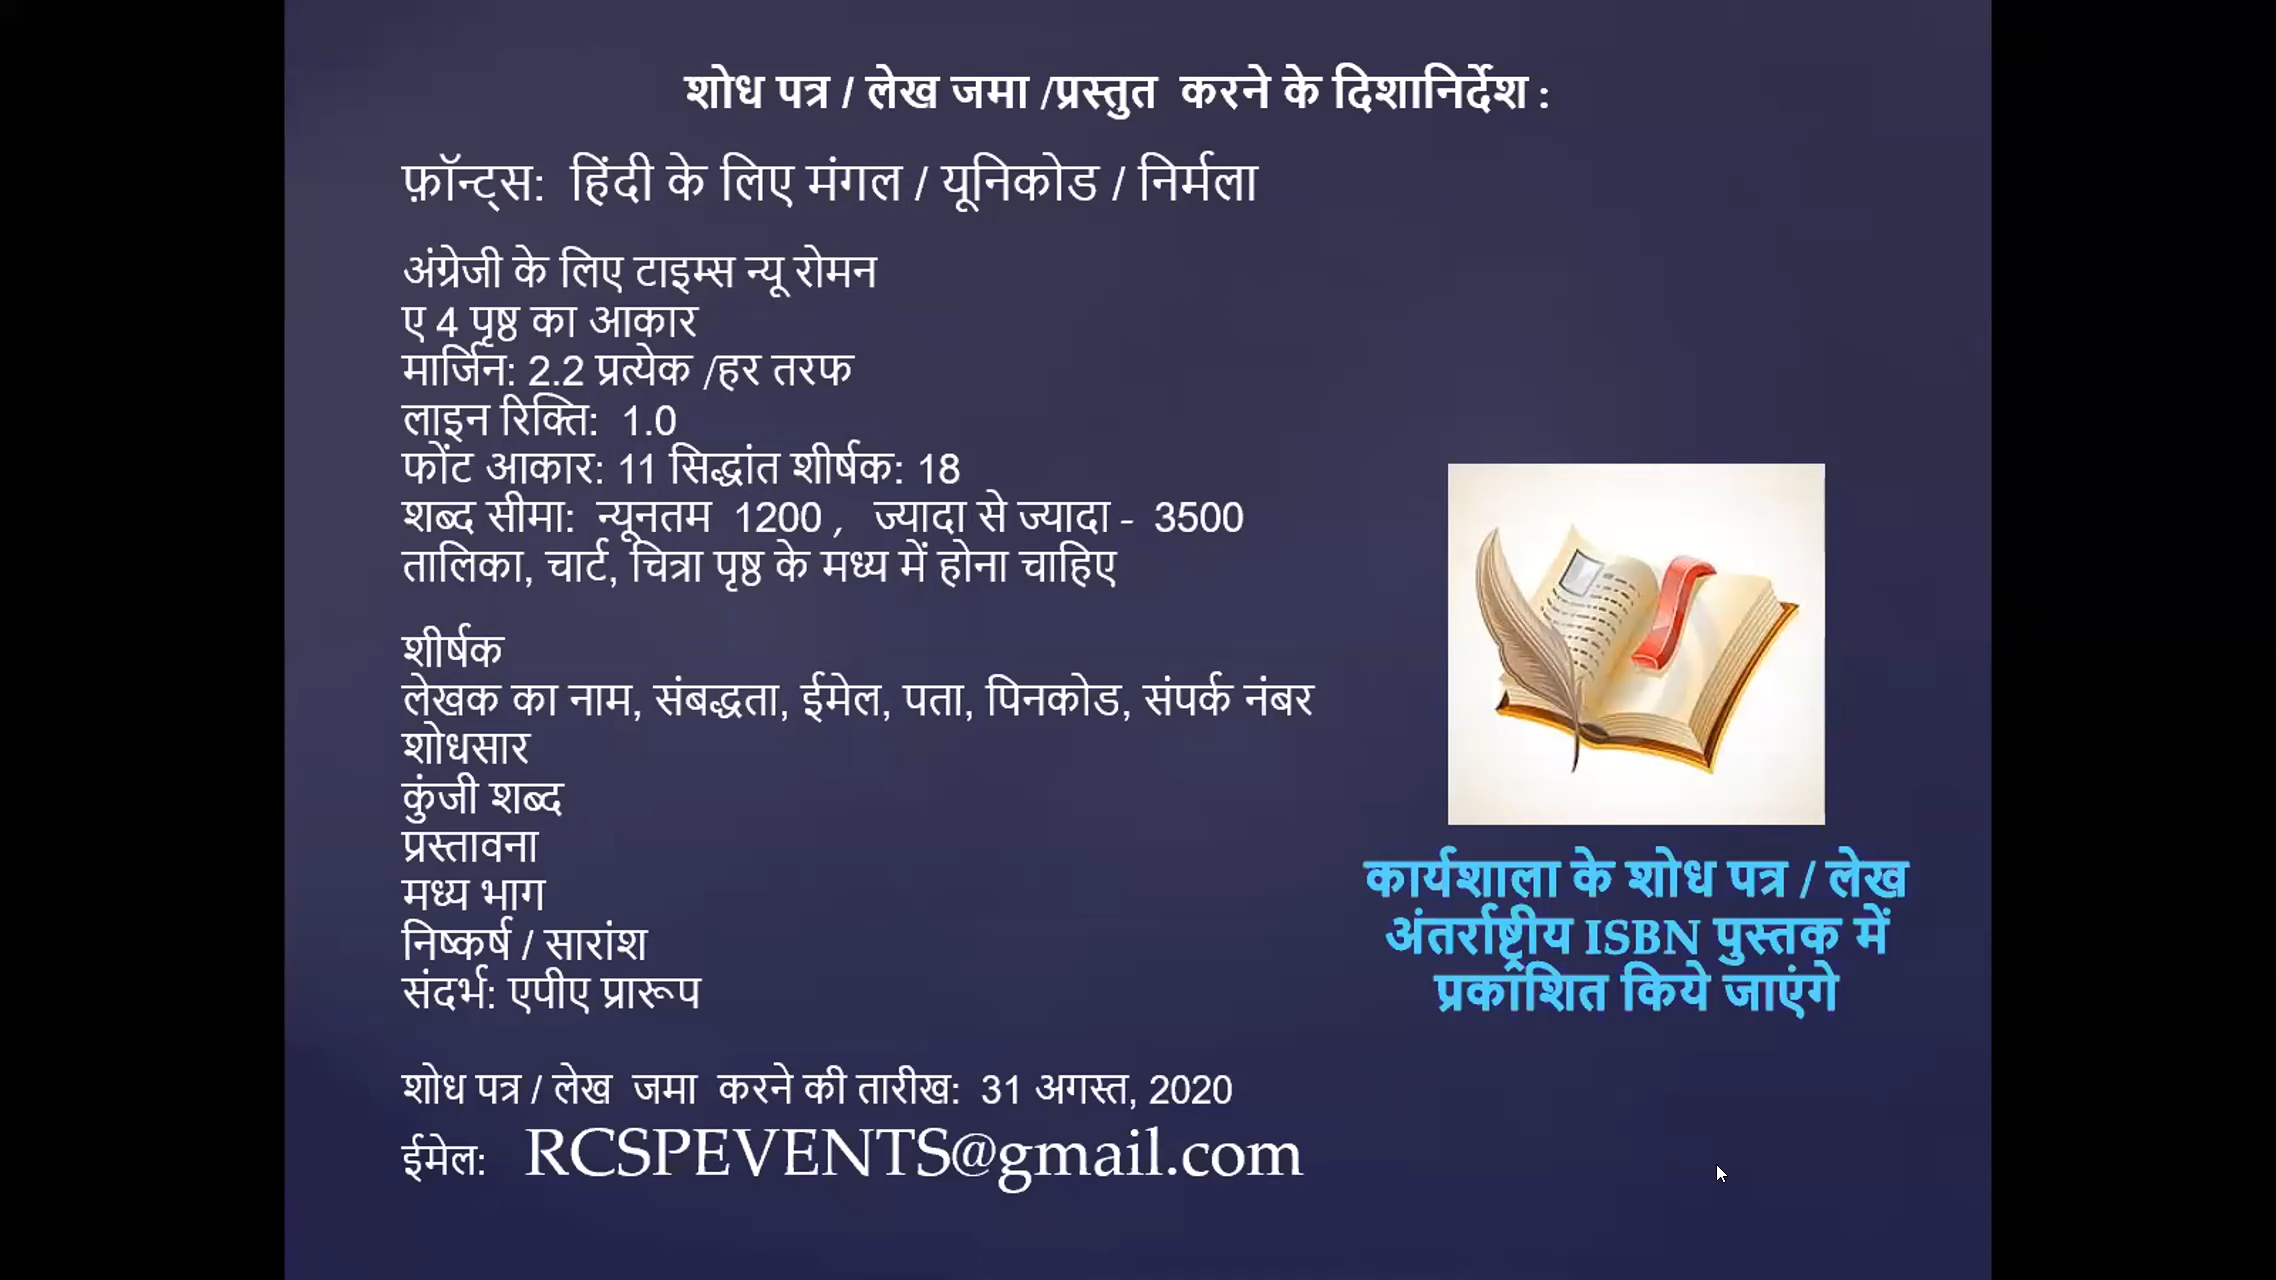 शोध पत्र / लेख जमा /प्रस्तुत करने के दिशानिर्देश :
फ़ॉन्ट्स: हिंदी के लिए मंगल / यूनिकोड / निर्मला
अंग्रेजी के लिए टाइम्स न्यू रोमन
ए 4 पृष्ठ का आकार
मार्जिन: 2.2 प्रत्येक /हर तरफ
लाइन रिक्ति: 1.0
फोंट आकार: 11 सिद्धांत शीर्षक: 18
शब्द सीमा: न्यूनतम 1200 , ज्यादा से ज्यादा - 3500
तालिका, चार्ट, चित्रा पृष्ठ के मध्य में होना चाहिए
शीर्षक
लेखक का नाम, संबद्धता, ईमेल, पता, पिनकोड, संपर्क नंबर
शोधसार
कुंजी शब्द
प्रस्तावना
मध्य भाग
निष्कर्ष / सारांश
संदर्भ: एपीए प्रारूप
शोध पत्र / लेख जमा करने की तारीख: 31 अगस्त, 2020
ईमेल: RCSPEVENTS@gmail.com
कार्यशाला के शोध पत्र / लेख
अंतर्राष्ट्रीय ISBN पुस्तक में
प्रकाशित किये जाएंगे